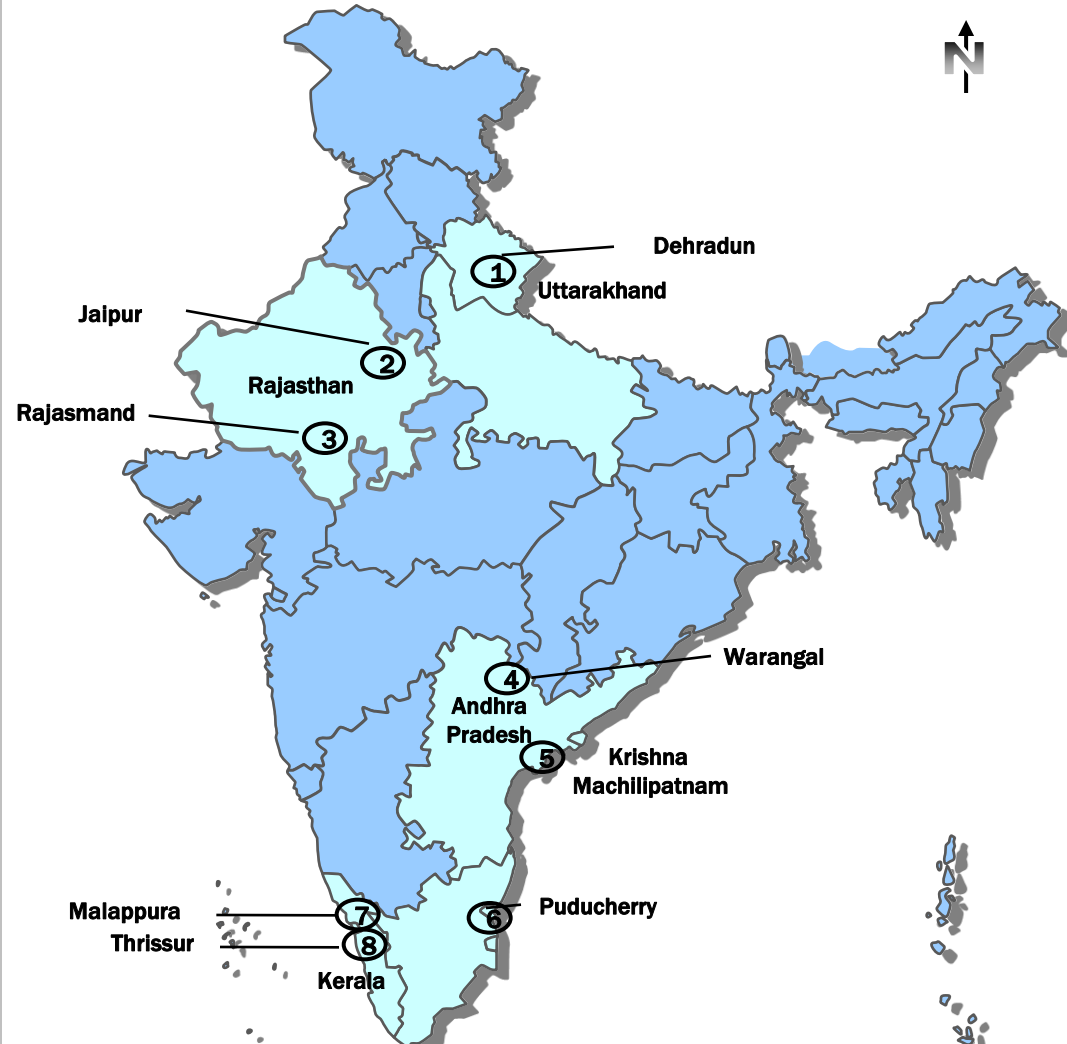 N
Dehradun
1
Uttarakhand
Jaipur
2
Rajasthan
Rajasmand
3
Warangal
4
Andhra
Pradesh
5
Krishna
Machilipatnam
Malappura
7
6
Puducherry
Thrissur
8
Kerala